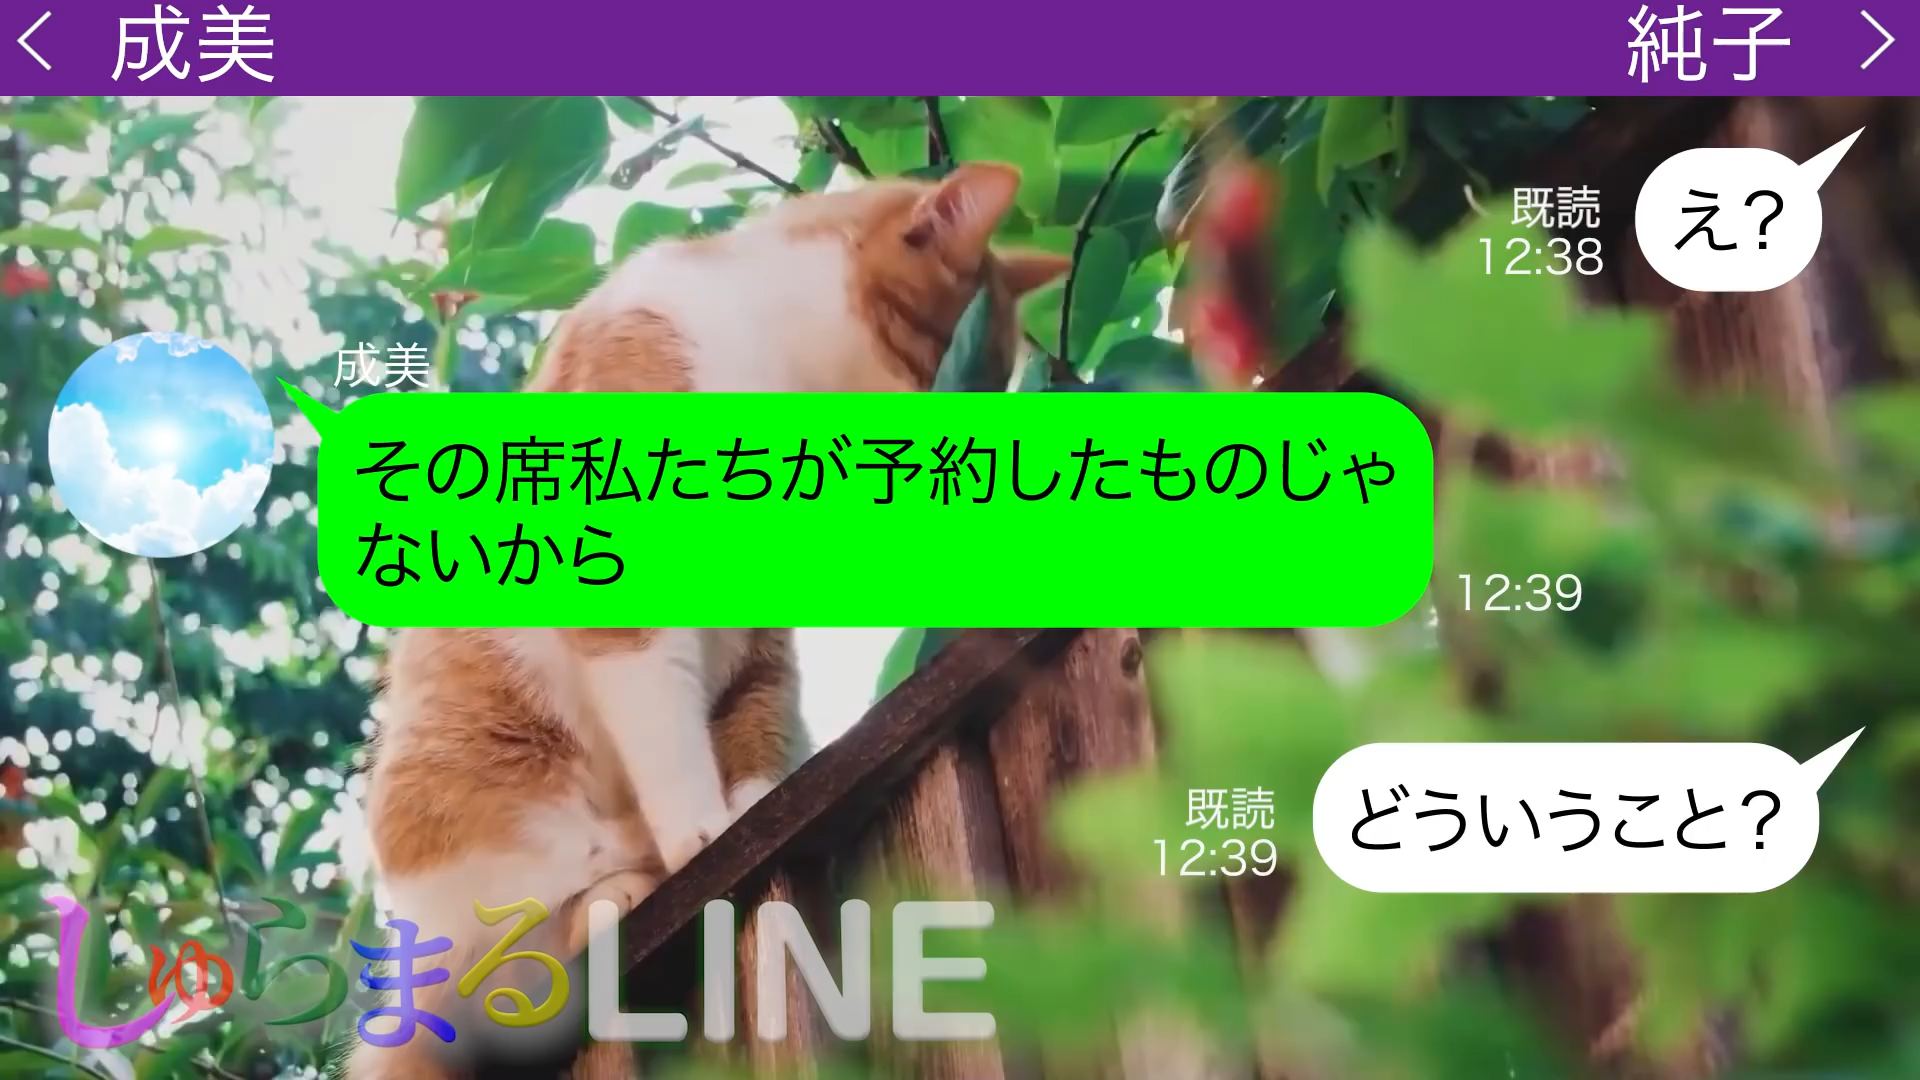 成美
純子
え?
既読
12:38
成美
その席私たちが予約したものじゃ
ないから
12:39
どういうこと?
既読
12:39
しゅらまるLINE